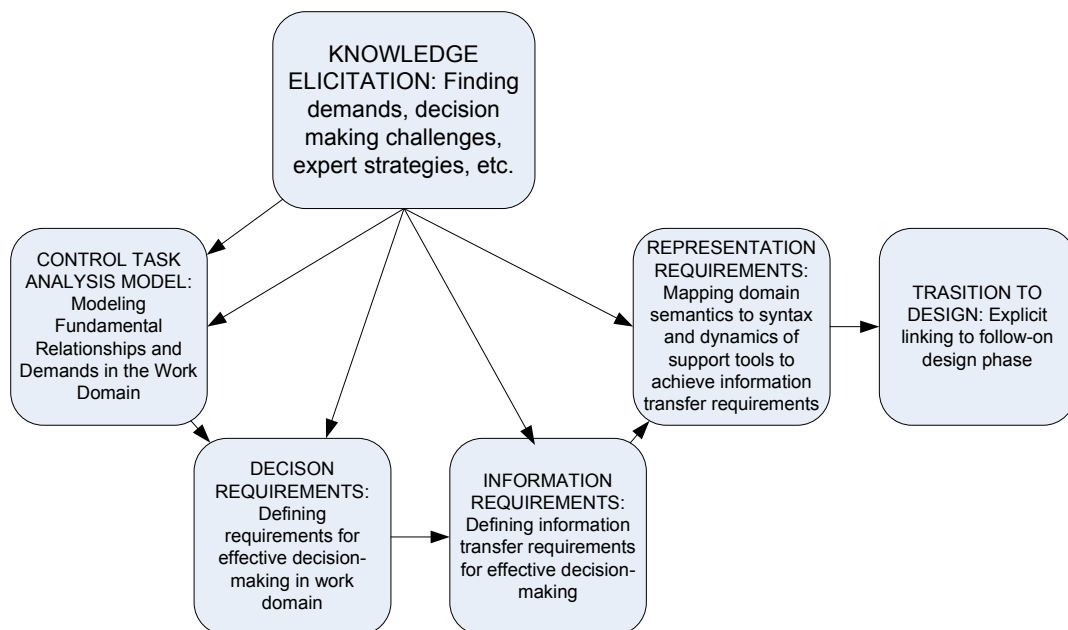 KNOWLEDGE
ELICITATION: Finding
demands, decision
making challenges,
expert strategies, etc.
CONTROL TASK
ANALYSIS MODEL:
Modeling
Fundamental
Relationships and
Demands in the Work
Domain
DECISON
REQUIREMENTS:
Defining
requirements for
effective decision-
making in work
domain
INFORMATION
REQUIREMENTS:
Defining information
transfer requirements
for effective decision-
making
REPRESENTATION
REQUIREMENTS:
Mapping domain
semantics to syntax
and dynamics of
support tools to
achieve information
transfer requirements
TRASITION TO
DESIGN: Explicit
linking to follow-on
design phase